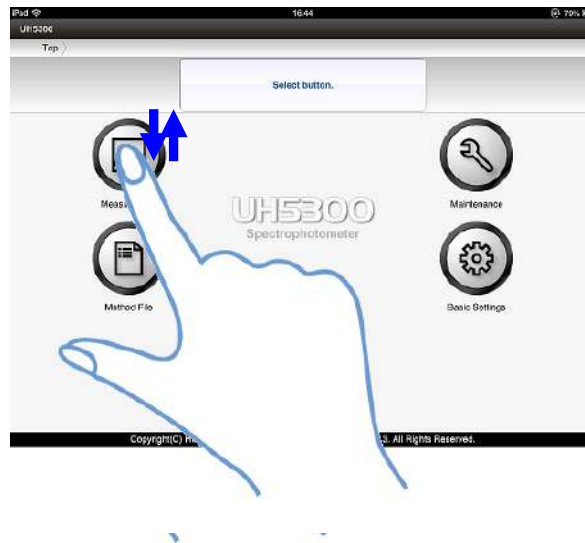 iPad 16:44 79%
UH5300
Top
Select button.
Maintenance
UH5300
Spectrophotometer
Method File
Basic Settings
Copyright(C) 3. All Rights Reserved.